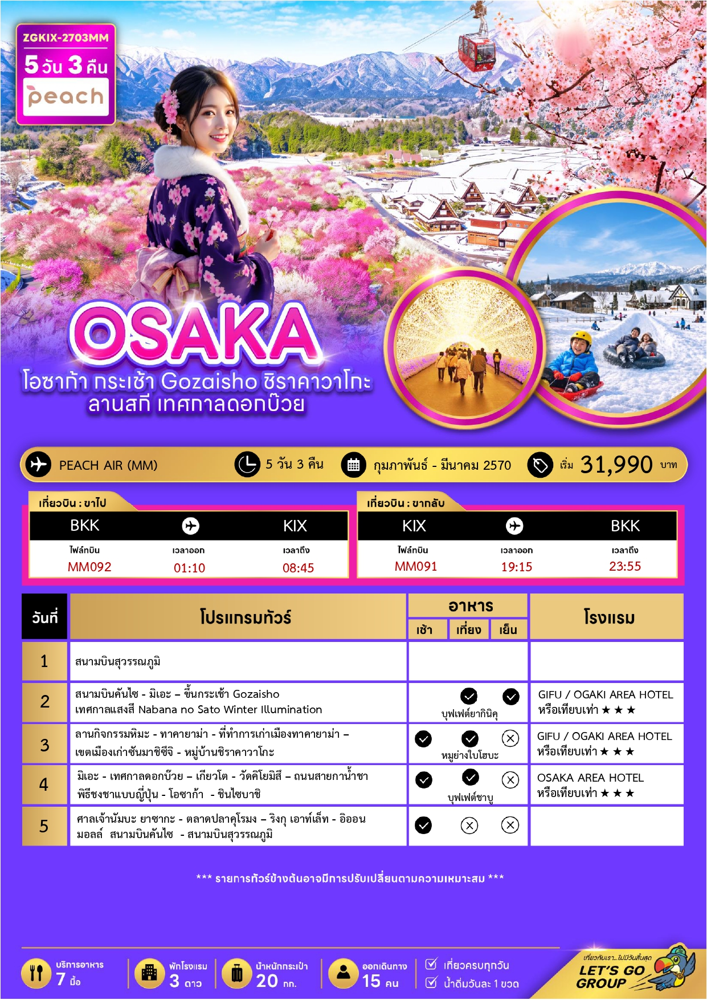 ZGKIX-2703MM
5 วัน 3 คืน
peach
OSAKA
โอซาก้า กระเช้า Gozaisho ชิราคาวาโกะ
ลานสกี เทศกาลดอกบ๊วย
PEACH AIR (MM) 5 วัน 3 คืน กุมภาพันธ์ - มีนาคม 2570 เริ่ม 31,990 บาท
เที่ยวบิน : ขาไป
BKK KIX
ไฟล์ทบิน เวลาออก เวลาถึง
MM092 01:10 08:45
เที่ยวบิน : ขากลับ
KIX BKK
ไฟล์ทบิน เวลาออก เวลาถึง
MM091 19:15 23:55
วันที่ โปรแกรมทัวร์ อาหาร โรงแรม
เช้า เที่ยง เย็น
1 สนามบินสุวรรณภูมิ
2 สนามบินคันไซ - มิเอะ – ขึ้นกระเช้า Gozaisho
เทศกาลแสงสี Nabana no Sato Winter Illumination
บุฟเฟต์ยากินิคุ
GIFU / OGAKI AREA HOTEL
หรือเทียบเท่า ★ ★ ★
3 ลานกิจกรรมหิมะ - ทาคายาม่า - ที่ทำการเก่าเมืองทาคายาม่า –
เขตเมืองเก่าซันมาชิซึจิ - หมู่บ้านชิราคาวาโกะ
หมูย่างใบโฮบะ
GIFU / OGAKI AREA HOTEL
หรือเทียบเท่า ★ ★ ★
4 มิเอะ - เทศกาลดอกบ๊วย – เกียวโต - วัดคิโยมิสึ – ถนนสายกาน้ำชา
พิธีชงชาแบบญี่ปุ่น - โอซาก้า - ชินไซบาชิ
บุฟเฟต์ชาบู
OSAKA AREA HOTEL
หรือเทียบเท่า ★ ★ ★
5 ศาลเจ้านัมบะ ยาซากะ - ตลาดปลาคุโรมง – ริงกุ เอาท์เล็ท - อิออน
มอลล์ สนามบินคันไซ - สนามบินสุวรรณภูมิ
*** รายการทัวร์ข้างต้นอาจมีการปรับเปลี่ยนตามความเหมาะสม ***
บริการอาหาร
7 มื้อ
พักโรงแรม
3 ดาว
น้ำหนักกระเป๋า
20 กก.
ออกเดินทาง
15 คน
เที่ยวครบทุกวัน
น้ำดื่มวันละ 1 ขวด
เที่ยวกับเรา...ไม่มีวันสิ้นสุด
LET'S GO
GROUP